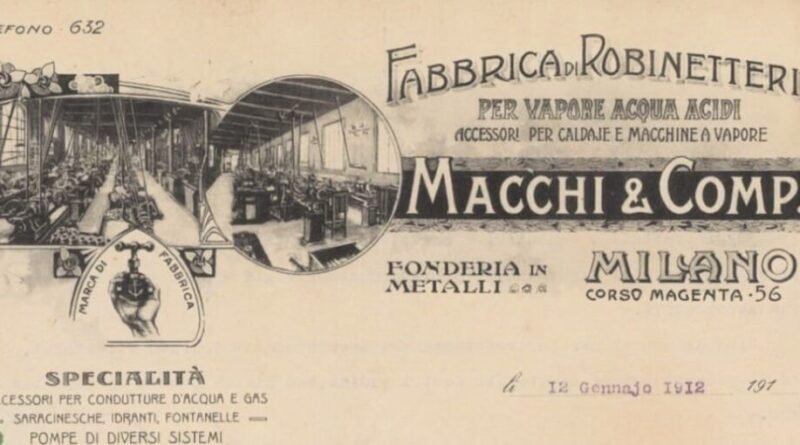 EFONO · 632
FABBRICA DI ROBINETTERI
PER VAPORE ACQUA ACIDI
ACCESSORI PER CALDAJE E MACCHINE A VAPORE
MACCHI & COMP.
FONDERIA IN
METALLI
MILANO
CORSO MAGENTA · 56
MARCA DI FABBRICA
SPECIALITÀ
CESSORI PER CONDUTTURE D'ACQUA E GAS
SARACINESCHE, IDRANTI, FONTANELLE
POMPE DI DIVERSI SISTEMI
li 12 Gennajo 1912 191